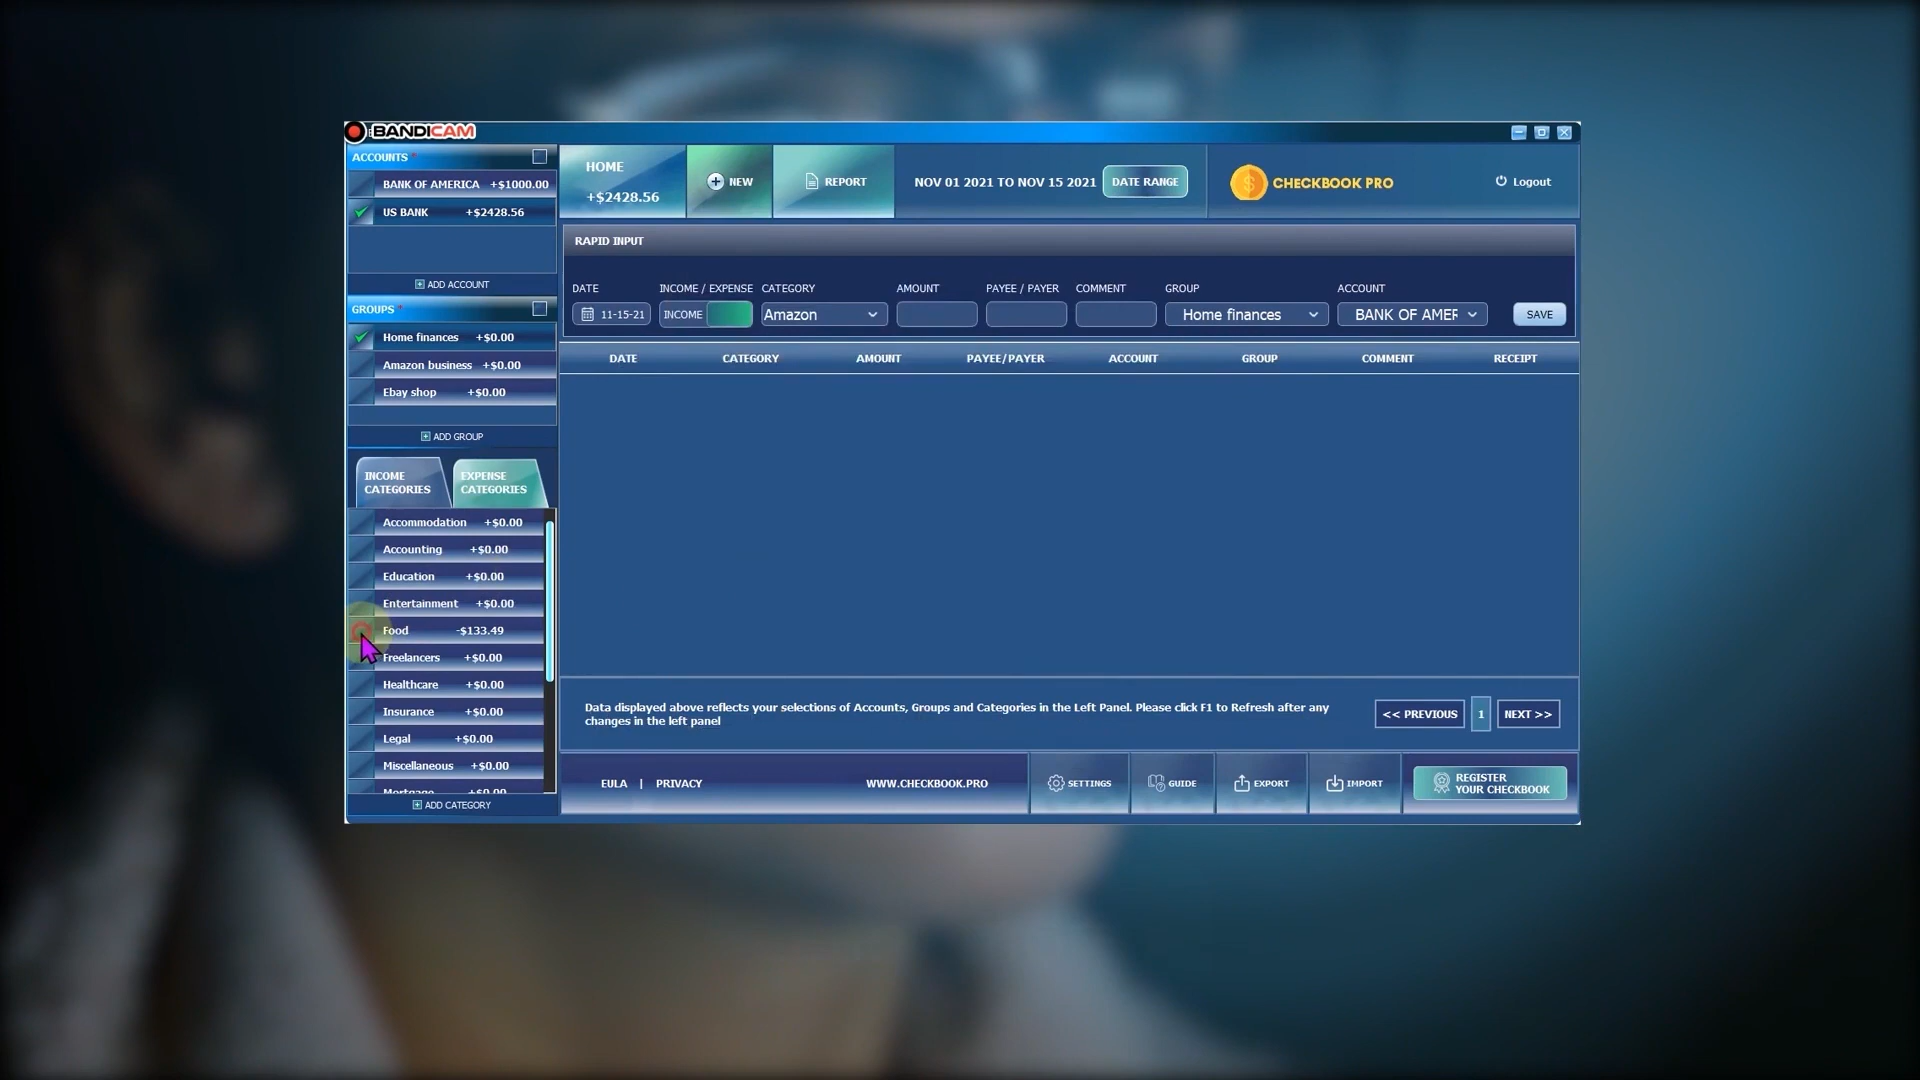 BANDICAM
ACCOUNTS *
BANK OF AMERICA +$1000.00
US BANK +$2428.56
ADD ACCOUNT
GROUPS *
Home finances +$0.00
Amazon business +$0.00
Ebay shop +$0.00
ADD GROUP
INCOME
CATEGORIES
EXPENSE
CATEGORIES
Accommodation +$0.00
Accounting +$0.00
Education +$0.00
Entertainment +$0.00
Food -$133.49
Freelancers +$0.00
Healthcare +$0.00
Insurance +$0.00
Legal +$0.00
Miscellaneous +$0.00
Mortgage +$0.00
ADD CATEGORY
HOME
+$2428.56
NEW
REPORT
NOV 01 2021 TO NOV 15 2021
DATE RANGE
CHECKBOOK PRO
Logout
RAPID INPUT
DATE INCOME / EXPENSE CATEGORY AMOUNT PAYEE / PAYER COMMENT GROUP ACCOUNT
11-15-21 INCOME Amazon Home finances BANK OF AMER SAVE
DATE CATEGORY AMOUNT PAYEE/PAYER ACCOUNT GROUP COMMENT RECEIPT
Data displayed above reflects your selections of Accounts, Groups and Categories in the Left Panel. Please click F1 to Refresh after any
changes in the left panel
<< PREVIOUS 1 NEXT >>
EULA | PRIVACY
WWW.CHECKBOOK.PRO
SETTINGS
GUIDE
EXPORT
IMPORT
REGISTER
YOUR CHECKBOOK